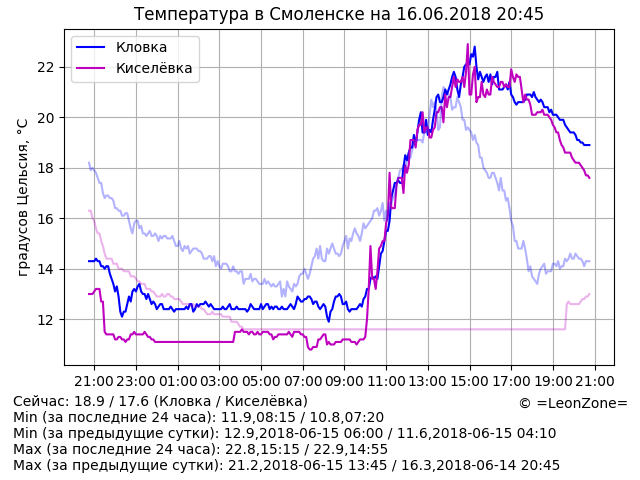 Температура в Смоленске на 16.06.2018 20:45
Кловка
Киселёвка
градусов Цельсия, °C
22
20
18
16
14
12
21:00 23:00 01:00 03:00 05:00 07:00 09:00 11:00 13:00 15:00 17:00 19:00 21:00
Сейчас: 18.9 / 17.6 (Кловка / Киселёвка)
© =LeonZone=
Min (за последние 24 часа): 11.9,08:15 / 10.8,07:20
Min (за предыдущие сутки): 12.9,2018-06-15 06:00 / 11.6,2018-06-15 04:10
Max (за последние 24 часа): 22.8,15:15 / 22.9,14:55
Max (за предыдущие сутки): 21.2,2018-06-15 13:45 / 16.3,2018-06-14 20:45